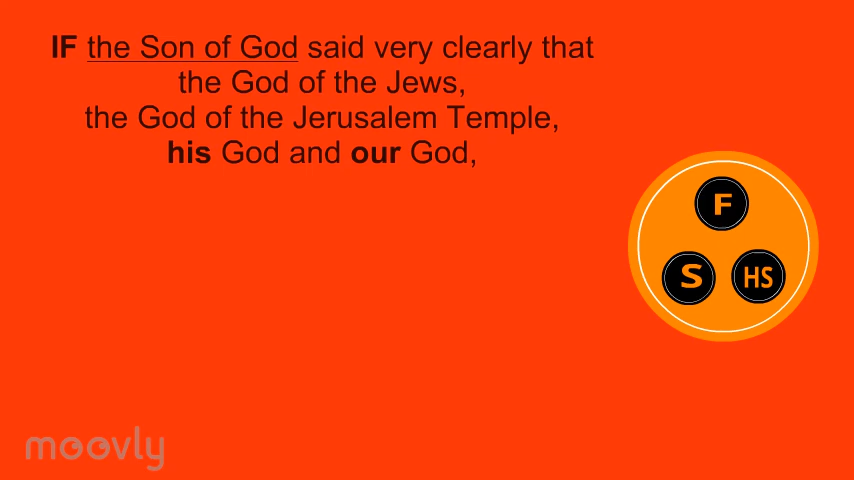 IF the Son of God said very clearly that
the God of the Jews,
the God of the Jerusalem Temple,
his God and our God,
F
S HS
moovly